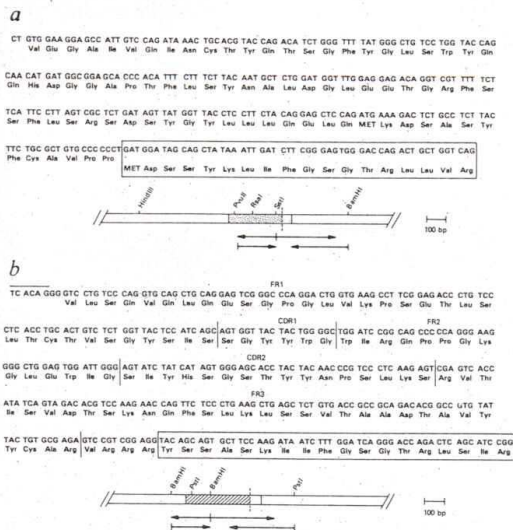 a
CT GTG GAA GGA GCC ATT GTC CAG ATA AAC TGC ACG TAC CAG ACA TCT GGG TTT TAT GGG CTG TCC TGG TAC CAG
Val Glu Gly Ala Ile Val Gln Ile Asn Cys Thr Tyr Gln Thr Ser Gly Phe Tyr Gly Leu Ser Trp Tyr Gln
CAA CAT GAT GGC GGA GCA CCC ACA TTT CTT TCT TAC AAT GCT CTG GAT GGT TTG GAG GAG ACA GGT CGT TTT TCT
Gln His Asp Gly Gly Ala Pro Thr Phe Leu Ser Tyr Asn Ala Leu Asp Gly Leu Glu Glu Thr Gly Arg Phe Ser
TCA TTC CTT AGT CGC TCT GAT AGT TAT GGT TAC CTC CTT CTA CAG GAG CTC CAG ATG AAA GAC TCT GCC TCT TAC
Ser Phe Leu Ser Arg Ser Asp Ser Tyr Gly Tyr Leu Leu Leu Gln Glu Leu Gln MET Lys Asp Ser Ala Ser Tyr
TTC TGC GCT GTG CCC CCT GAT GGA TAG CAG CTA TAA ATT GAT CTT CGG GAG TGG GAC CAG ACT GCT GGT CAG
Phe Cys Ala Val Pro Pro MET Asp Ser Ser Tyr Lys Leu Ile Phe Gly Ser Gly Thr Arg Leu Leu Val Arg
HindIII PvuII RsaI BamHI
100 bp
b
FR1
TC ACA GGG GTC CTG TCC CAG GTG CAG CTG CAG GAG TCG GGC CCA GGA CTG GTG AAG CCT TCG GAG ACC CTG TCC
Val Leu Ser Gln Val Gln Leu Gln Glu Ser Gly Pro Gly Leu Val Lys Pro Ser Glu Thr Leu Ser
CDR1 FR2
CTC ACC TGC ACT GTC TCT GGT TAC TCC ATC AGC AGT GGT TAC TAC TGG GGC TGG ATC CGG CAG CCC CCA GGG AAG
Leu Thr Cys Thr Val Ser Gly Tyr Ser Ile Ser Ser Gly Tyr Tyr Trp Gly Trp Ile Arg Gln Pro Pro Gly Lys
CDR2
GGG CTG GAG TGG ATT GGG AGT ATC TAT CAT AGT GGG AGC ACC TAC TAC AAC CCG TCC CTC AAG AGT CGA GTC ACC
Gly Leu Glu Trp Ile Gly Ser Ile Tyr His Ser Gly Ser Thr Tyr Tyr Asn Pro Ser Leu Lys Ser Arg Val Thr
FR3
ATA TCA GTA GAC ACG TCC AAG AAC CAG TTC TCC CTG AAG CTG AGC TCT GTG ACC GCC GCA GAC ACG GCC GTG TAT
Ile Ser Val Asp Thr Ser Lys Asn Gln Phe Ser Leu Lys Leu Ser Ser Val Thr Ala Ala Asp Thr Ala Val Tyr
TAC TGT GCG AGA GTC CGT CGG AGG TAC AGC AGT GCT TCC AAG ATA ATC TTT GGA TCA GGG ACC AGA CTC AGC ATC CGG
Tyr Cys Ala Arg Val Arg Arg Arg Tyr Ser Ser Ala Ser Lys Ile Ile Phe Gly Ser Gly Thr Arg Leu Ser Ile Arg
BamHI PstI BamHI PstI
100 bp